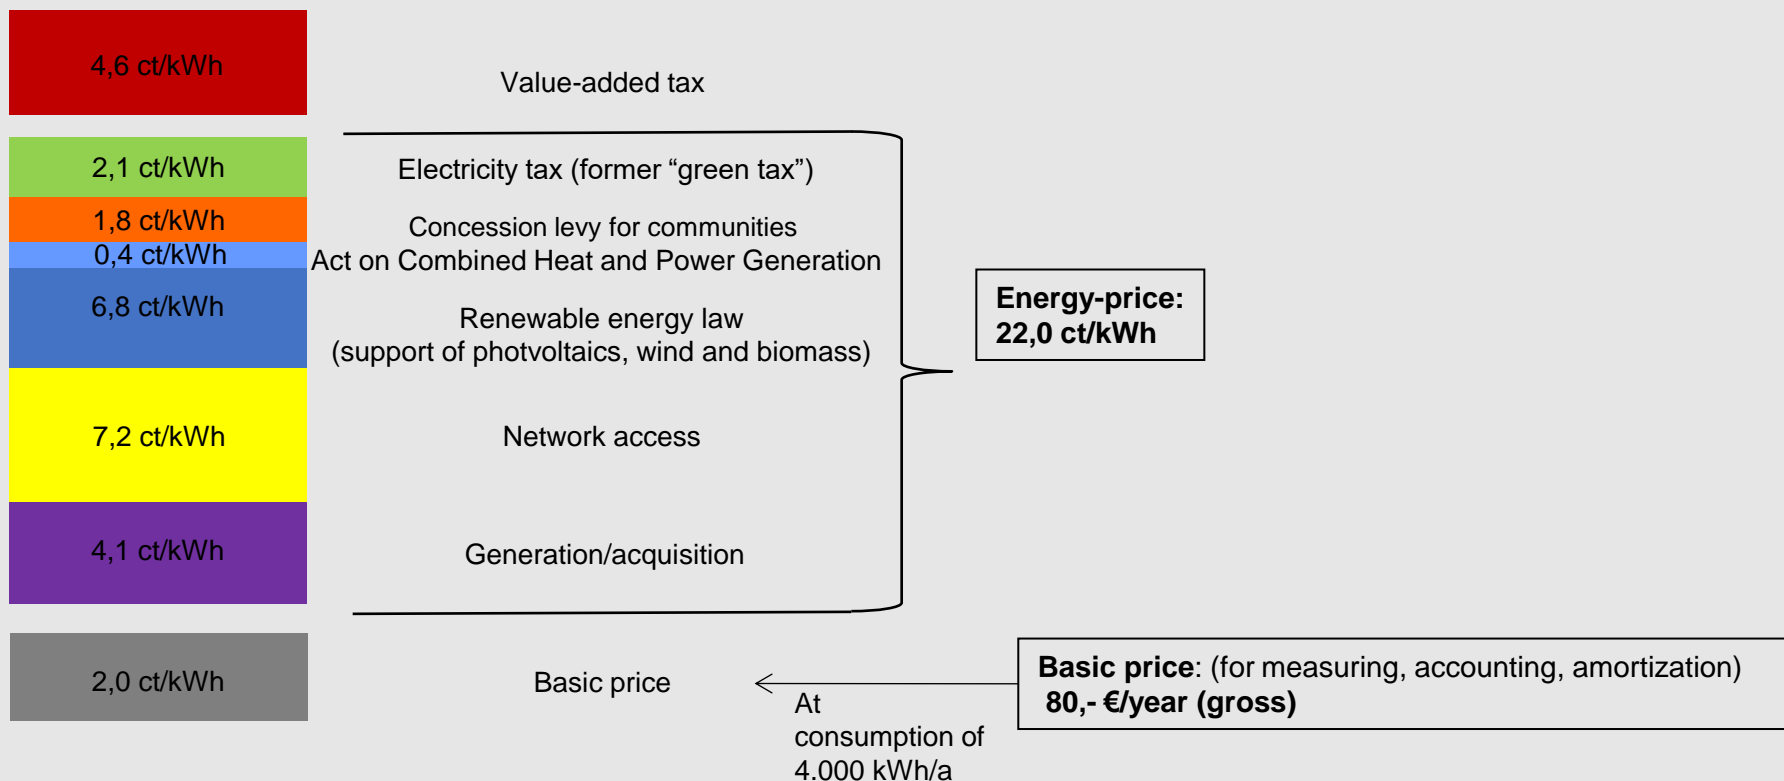 4,6 ct/kWh
Value-added tax
2,1 ct/kWh
Electricity tax (former “green tax”)
1,8 ct/kWh
Concession levy for communities
0,4 ct/kWh
Act on Combined Heat and Power Generation
6,8 ct/kWh
Renewable energy law
(support of photvoltaics, wind and biomass)
Energy-price:
22,0 ct/kWh
7,2 ct/kWh
Network access
4,1 ct/kWh
Generation/acquisition
2,0 ct/kWh
Basic price
At
consumption of
4.000 kWh/a
Basic price: (for measuring, accounting, amortization)
80,- €/year (gross)